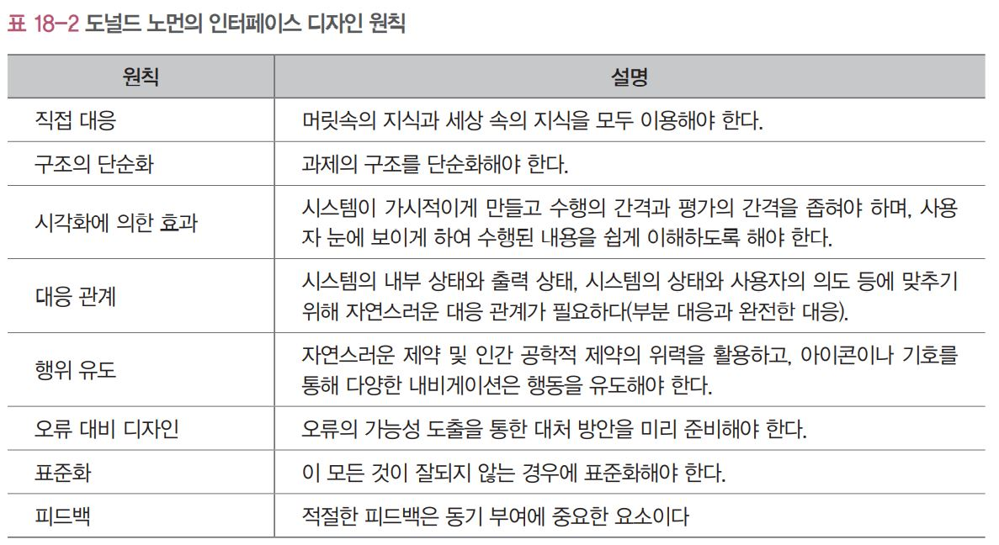 표 18-2 도널드 노먼의 인터페이스 디자인 원칙
원칙 설명
직접 대응 머릿속의 지식과 세상 속의 지식을 모두 이용해야 한다.
구조의 단순화 과제의 구조를 단순화해야 한다.
시각화에 의한 효과 시스템이 가시적이게 만들고 수행의 간격과 평가의 간격을 좁혀야 하며, 사용
자 눈에 보이게 하여 수행된 내용을 쉽게 이해하도록 해야 한다.
대응 관계 시스템의 내부 상태와 출력 상태, 시스템의 상태와 사용자의 의도 등에 맞추기
위해 자연스러운 대응 관계가 필요하다(부분 대응과 완전한 대응).
행위 유도 자연스러운 제약 및 인간 공학적 제약의 위력을 활용하고, 아이콘이나 기호를
통해 다양한 내비게이션은 행동을 유도해야 한다.
오류 대비 디자인 오류의 가능성 도출을 통한 대처 방안을 미리 준비해야 한다.
표준화 이 모든 것이 잘되지 않는 경우에 표준화해야 한다.
피드백 적절한 피드백은 동기 부여에 중요한 요소이다